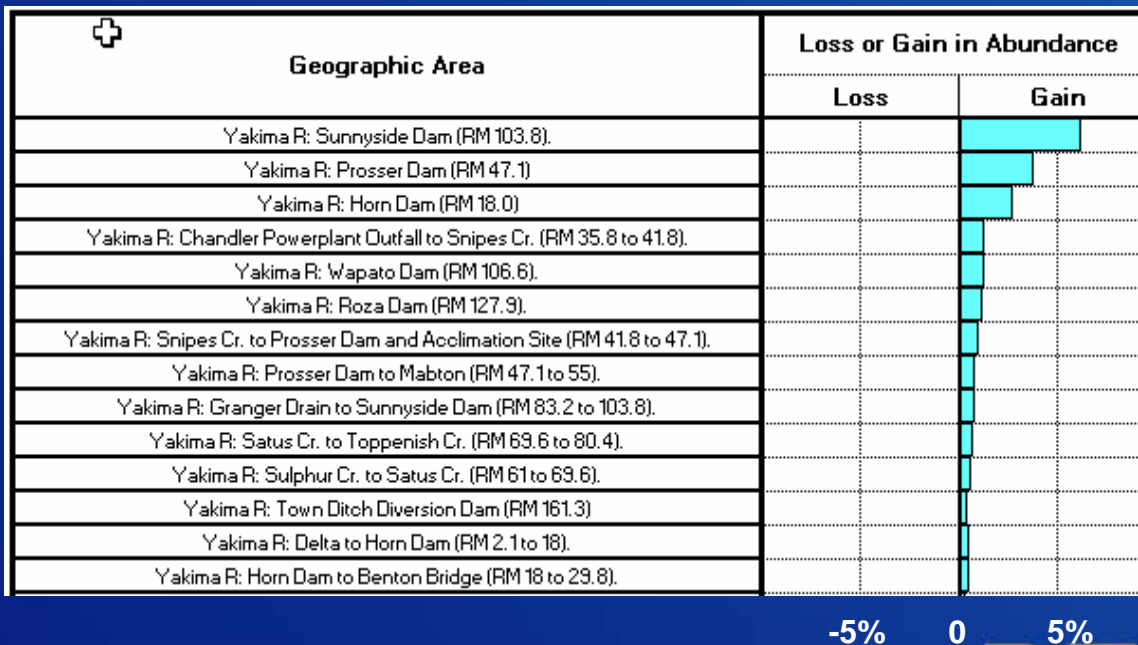 Geographic Area
Loss or Gain in Abundance
Loss Gain
Yakima R: Sunnyside Dam (RM 103.8).
Yakima R: Prosser Dam (RM 47.1)
Yakima R: Horn Dam (RM 18.0)
Yakima R: Chandler Powerplant Outfall to Snipes Cr. (RM 35.8 to 41.8).
Yakima R: Wapato Dam (RM 106.6).
Yakima R: Roza Dam (RM 127.9).
Yakima R: Snipes Cr. to Prosser Dam and Acclimation Site (RM 41.8 to 47.1).
Yakima R: Prosser Dam to Mabton (RM 47.1 to 55).
Yakima R: Granger Drain to Sunnyside Dam (RM 83.2 to 103.8).
Yakima R: Satus Cr. to Toppenish Cr. (RM 69.6 to 80.4).
Yakima R: Sulphur Cr. to Satus Cr. (RM 61 to 69.6).
Yakima R: Town Ditch Diversion Dam (RM 161.3)
Yakima R: Delta to Horn Dam (RM 2.1 to 18).
Yakima R: Horn Dam to Benton Bridge (RM 18 to 29.8).
-5% 0 5%